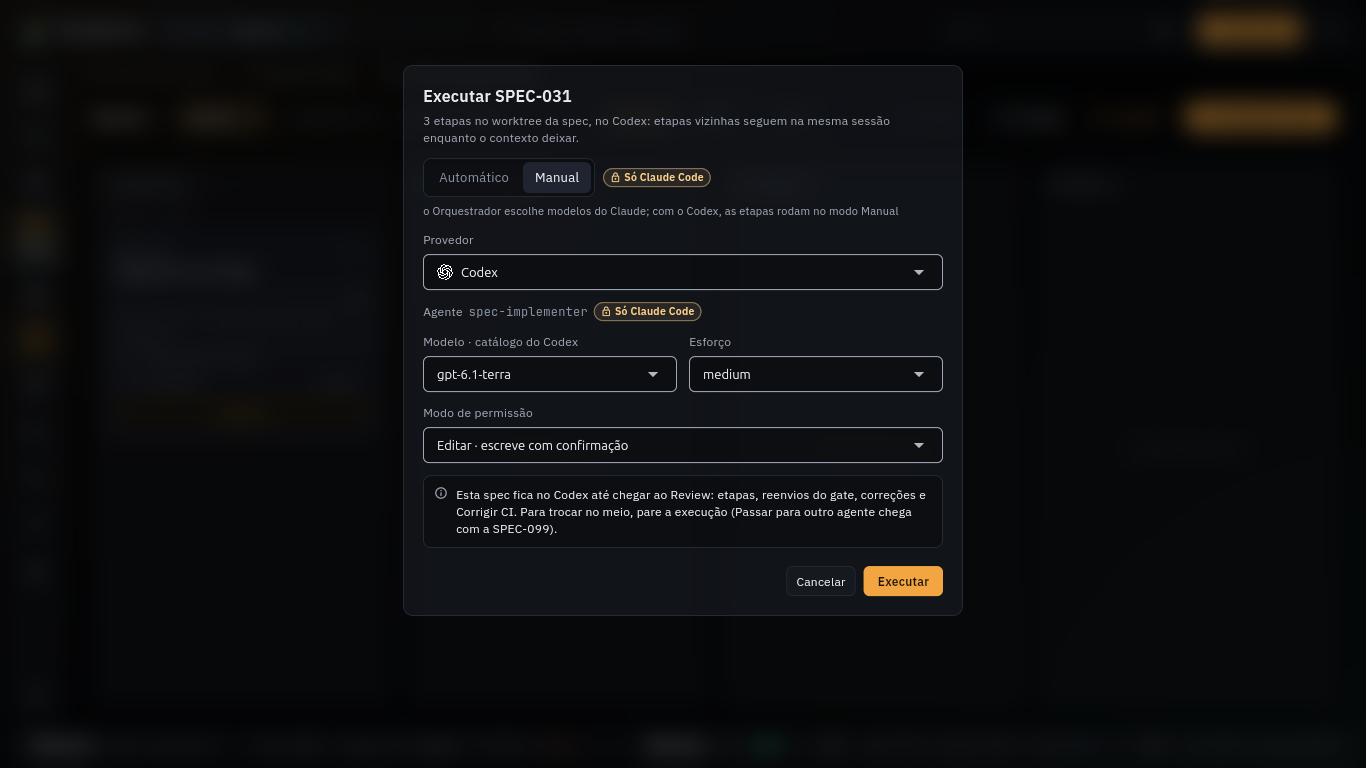 Executar SPEC-031
3 etapas no worktree da spec, no Codex: etapas vizinhas seguem na mesma sessão
enquanto o contexto deixar.
Automático Manual Só Claude Code
o Orquestrador escolhe modelos do Claude; com o Codex, as etapas rodam no modo Manual
Provedor
Codex
Agente spec-implementer Só Claude Code
Modelo · catálogo do Codex Esforço
gpt-6.1-terra medium
Modo de permissão
Editar · escreve com confirmação
Esta spec fica no Codex até chegar ao Review: etapas, reenvios do gate, correções e
Corrigir CI. Para trocar no meio, pare a execução (Passar para outro agente chega
com a SPEC-099).
Cancelar Executar